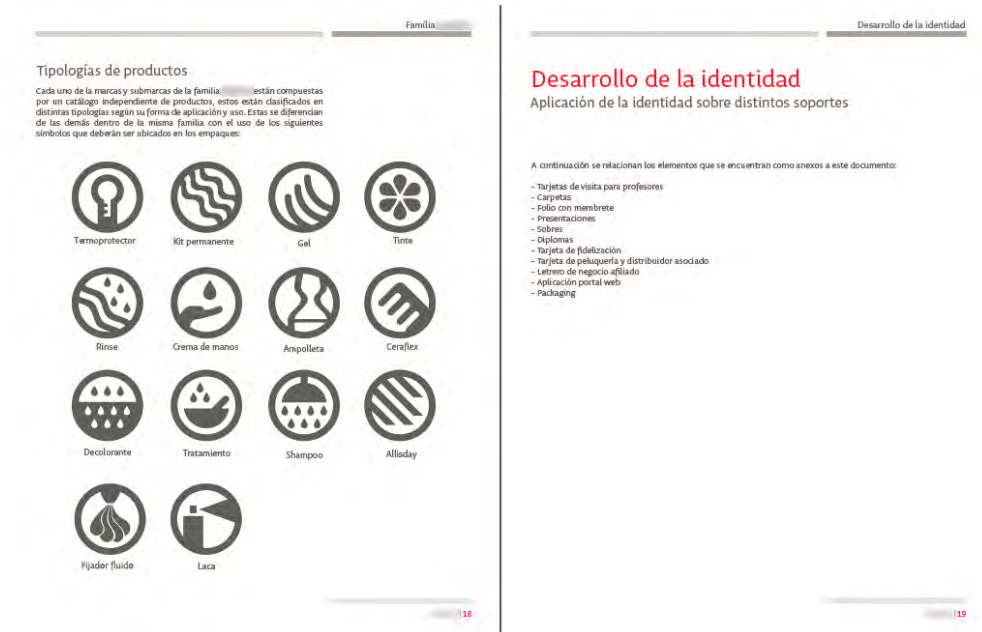 Família
Tipologías de productos
Cada uno de la marcas y submarcas de la familia están compuestas
por un catálogo independiente de productos, estos están clasificados en
distintas tipologías según su forma de aplicación y uso. Estas se diferencian
de las demás dentro de la misma familia con el uso de los siguientes
símbolos que deberán ser ubicados en los empaques:
Termoprotector
Kit permanente
Gel
Tinte
Rinse
Crema de manos
Ampolleta
Ceraflex
Decolorante
Tratamiento
Shampoo
Allisday
Fijador fluido
Laca
|18
Desarrollo de la identidad
Desarrollo de la identidad
Aplicación de la identidad sobre distintos soportes
A continuación se relacionan los elementos que se encuentran como anexos a este documento:
- Tarjetas de visita para profesores
- Carpetas
- Folio con membrete
- Presentaciones
- Sobres
- Diplomas
- Tarjeta de fidelización
- Tarjeta de peluquería y distribuidor asociado
- Letrero de negocio afiliado
- Aplicación portal web
- Packaging
|19